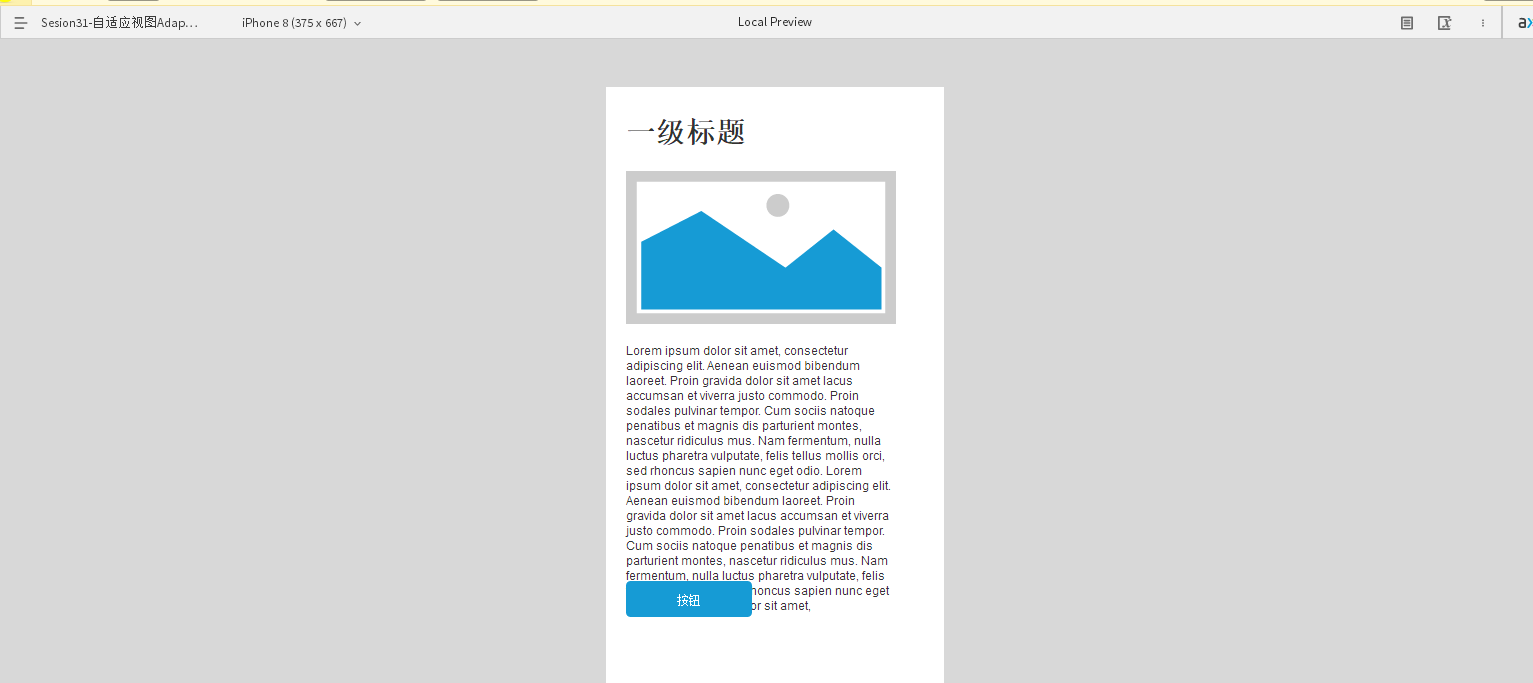 Sesion31-自适应视图Adap…
iPhone 8 (375 x 667)
Local Preview
一级标题
Lorem ipsum dolor sit amet, consectetur
adipiscing elit. Aenean euismod bibendum
laoreet. Proin gravida dolor sit amet lacus
accumsan et viverra justo commodo. Proin
sodales pulvinar tempor. Cum sociis natoque
penatibus et magnis dis parturient montes,
nascetur ridiculus mus. Nam fermentum, nulla
luctus pharetra vulputate, felis tellus mollis orci,
sed rhoncus sapien nunc eget odio. Lorem
ipsum dolor sit amet, consectetur adipiscing elit.
Aenean euismod bibendum laoreet. Proin
gravida dolor sit amet lacus accumsan et viverra
justo commodo. Proin sodales pulvinar tempor.
Cum sociis natoque penatibus et magnis dis
parturient montes, nascetur ridiculus mus. Nam
fermentum, nulla luctus pharetra vulputate, felis
sapien nunc eget
按钮
sit amet,